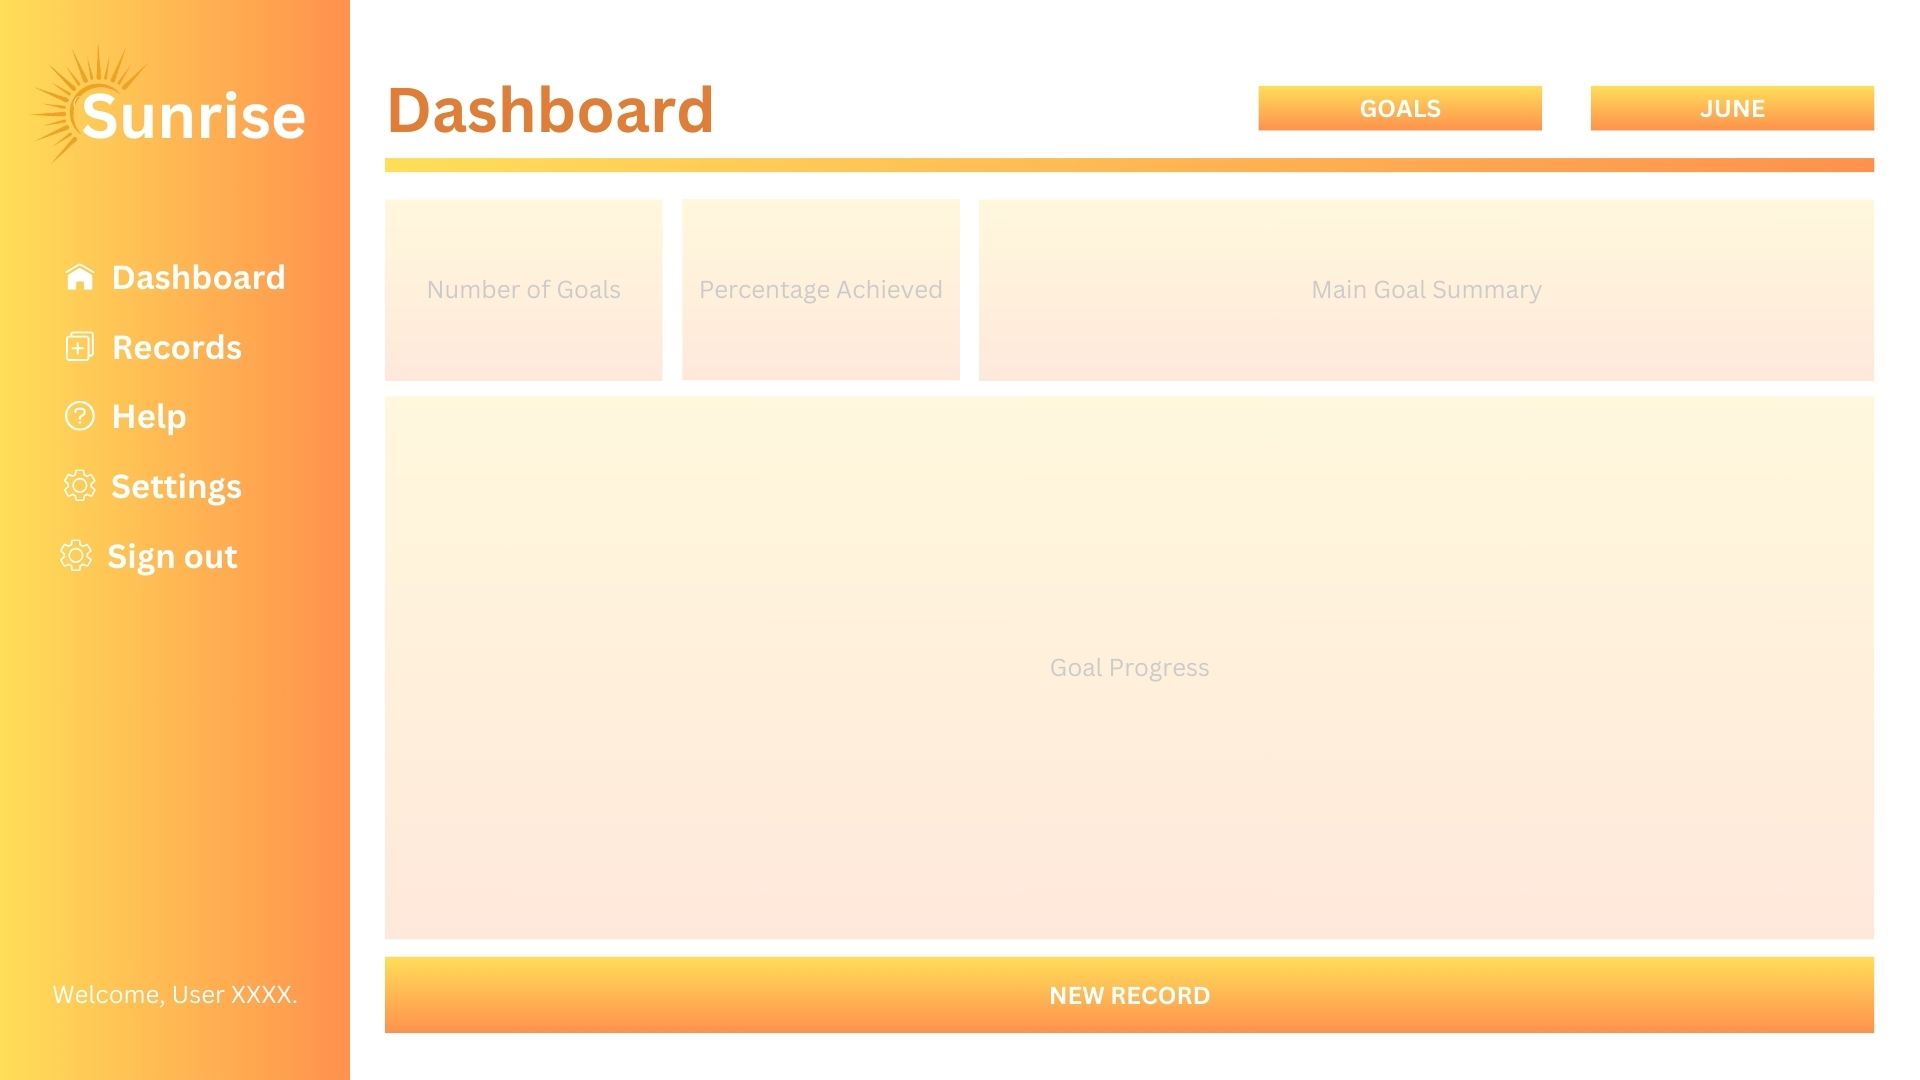 Sunrise
Dashboard
Records
Help
Settings
Sign out
Welcome, User XXXX.
Dashboard
GOALS
JUNE
Number of Goals
Percentage Achieved
Main Goal Summary
Goal Progress
NEW RECORD